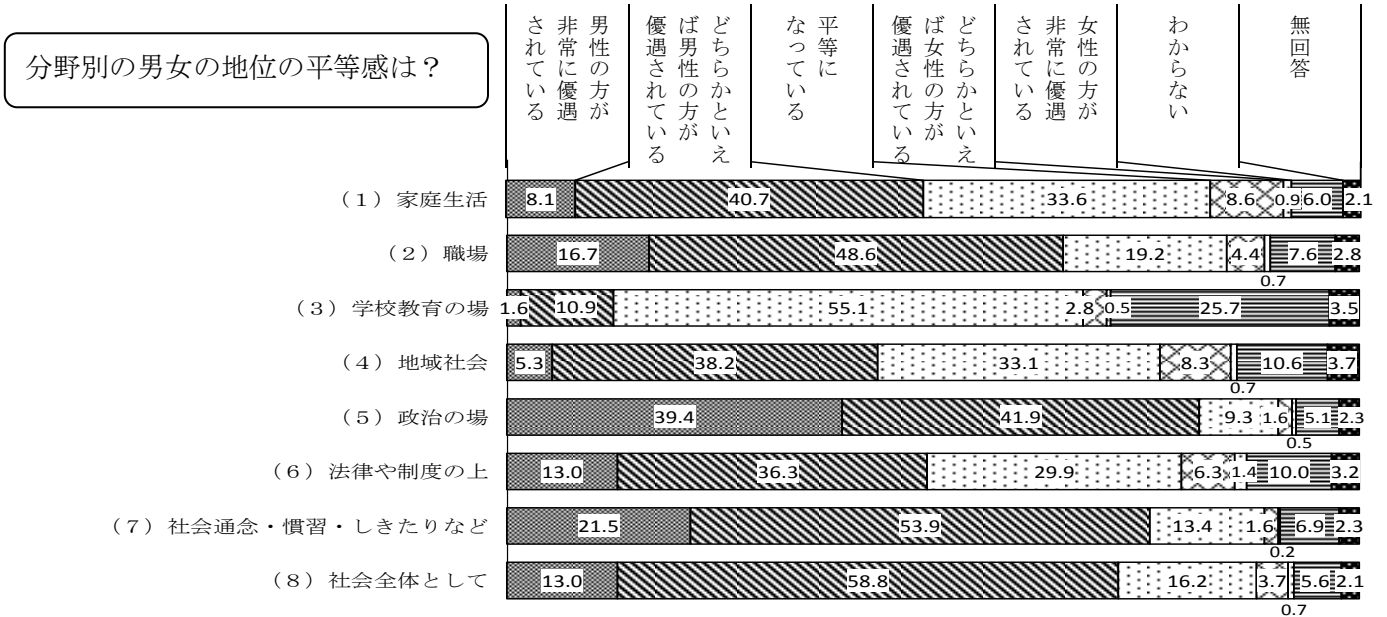 分野別の男女の地位の平等感は？
男性の方が
非常に優遇
されている
どちらかといえ
ば男性の方が
優遇されている
平等に
なっている
どちらかといえ
ば女性の方が
優遇されている
女性の方が
非常に優遇
されている
わからない
無回答
（１）家庭生活 8.1 40.7 33.6 8.6 0.9 6.0 2.1
（２）職場 16.7 48.6 19.2 4.4 7.6 2.8
0.7
（３）学校教育の場 1.6 10.9 55.1 2.8 0.5 25.7 3.5
（４）地域社会 5.3 38.2 33.1 8.3 10.6 3.7
0.7
（５）政治の場 39.4 41.9 9.3 1.6 5.1 2.3
0.5
（６）法律や制度の上 13.0 36.3 29.9 6.3 1.4 10.0 3.2
（７）社会通念・慣習・しきたりなど 21.5 53.9 13.4 1.6 6.9 2.3
0.2
（８）社会全体として 13.0 58.8 16.2 3.7 5.6 2.1
0.7